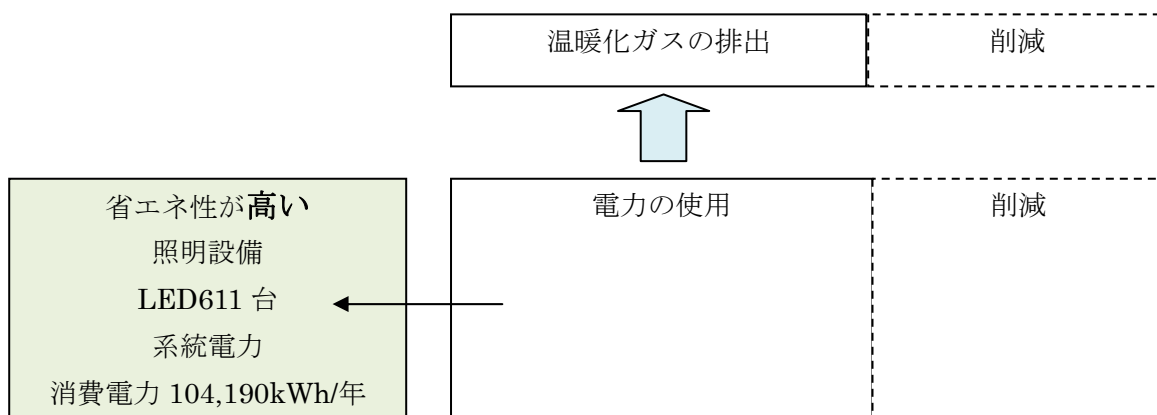 温暖化ガスの排出
削減
省エネ性が高い
照明設備
LED611 台
系統電力
消費電力 104,190kWh/年
電力の使用
削減